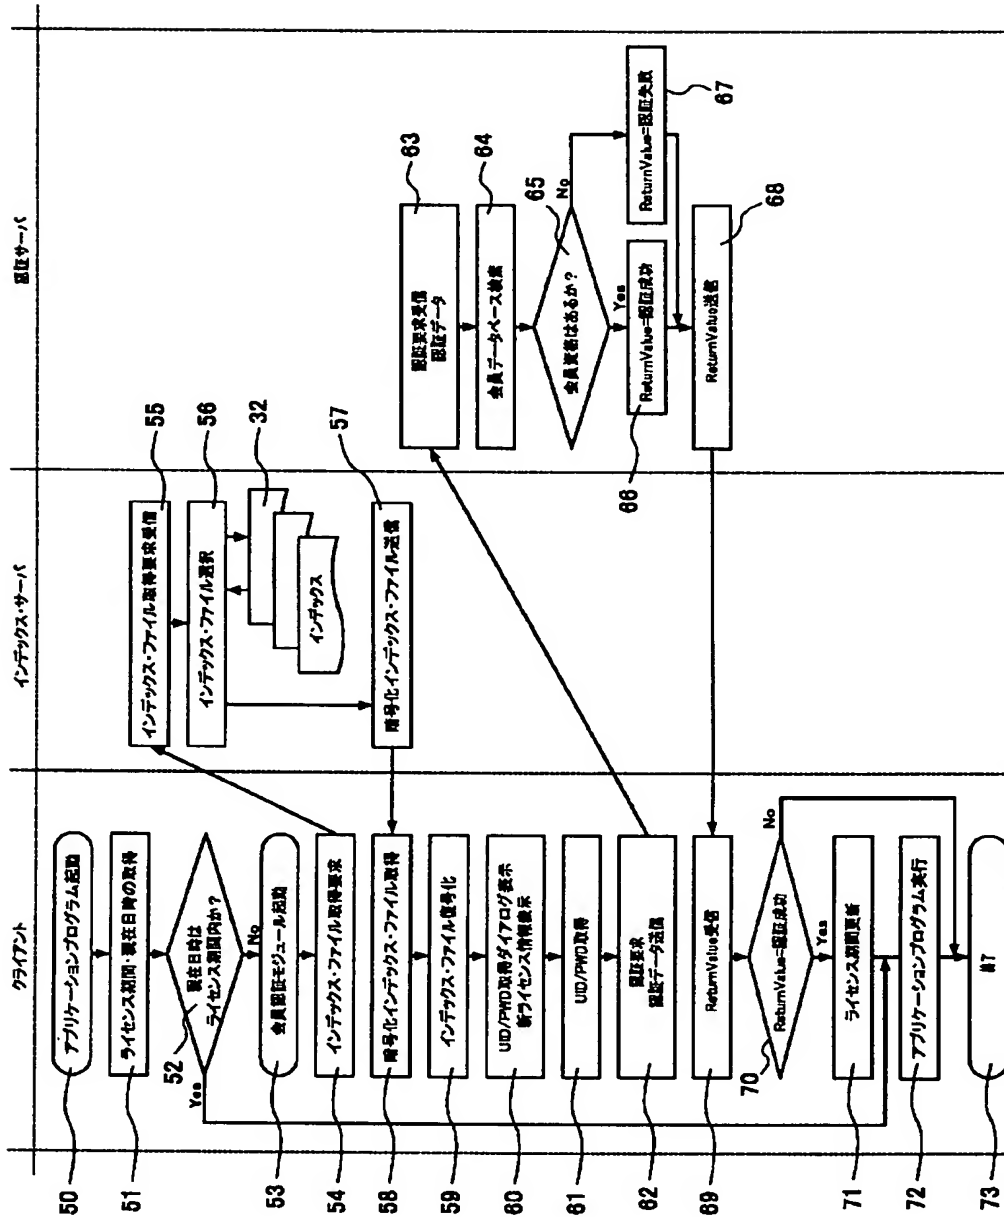 クライアント
インデックス・サーバ
認証サーバ
50
アプリケーションプログラム起動
51
ライセンス期間・現在日時の取得
52
現在日時は
ライセンス期間内か?
Yes
No
53
会員認証モジュール起動
54
インデックス・ファイル取得要求
55
インデックス・ファイル取得要求受信
56
インデックス・ファイル選択
32
インデックス
57
暗号化インデックス・ファイル送信
58
暗号化インデックス・ファイル取得
59
インデックス・ファイル復号化
60
UID/PWD取得ダイアログ表示
新ライセンス情報表示
61
UID/PWD取得
62
認証要求
認証データ送信
63
認証要求受信
認証データ
64
会員データベース検索
65
会員資格はあるか?
Yes
No
66
ReturnValue=認証成功
67
ReturnValue=認証失敗
68
ReturnValue送信
69
ReturnValue受信
70
ReturnValue=認証成功
Yes
No
71
ライセンス期間更新
72
アプリケーションプログラム実行
73
終了